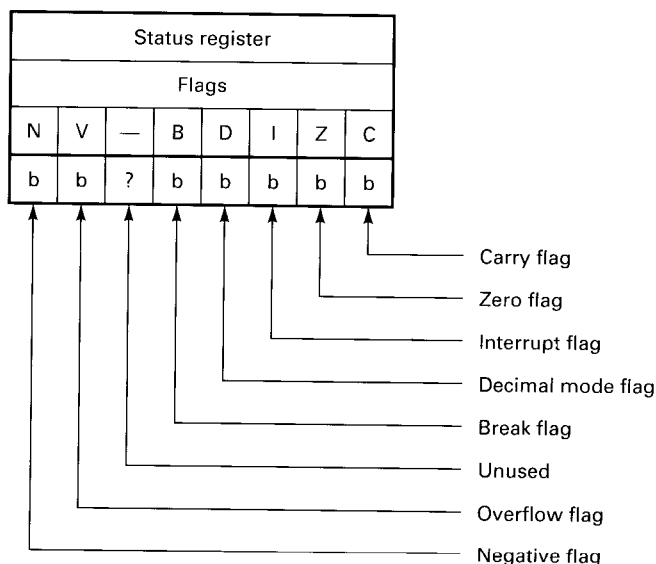 Status register
Flags
N V — B D I Z C
b b ? b b b b b
Carry flag
Zero flag
Interrupt flag
Decimal mode flag
Break flag
Unused
Overflow flag
Negative flag